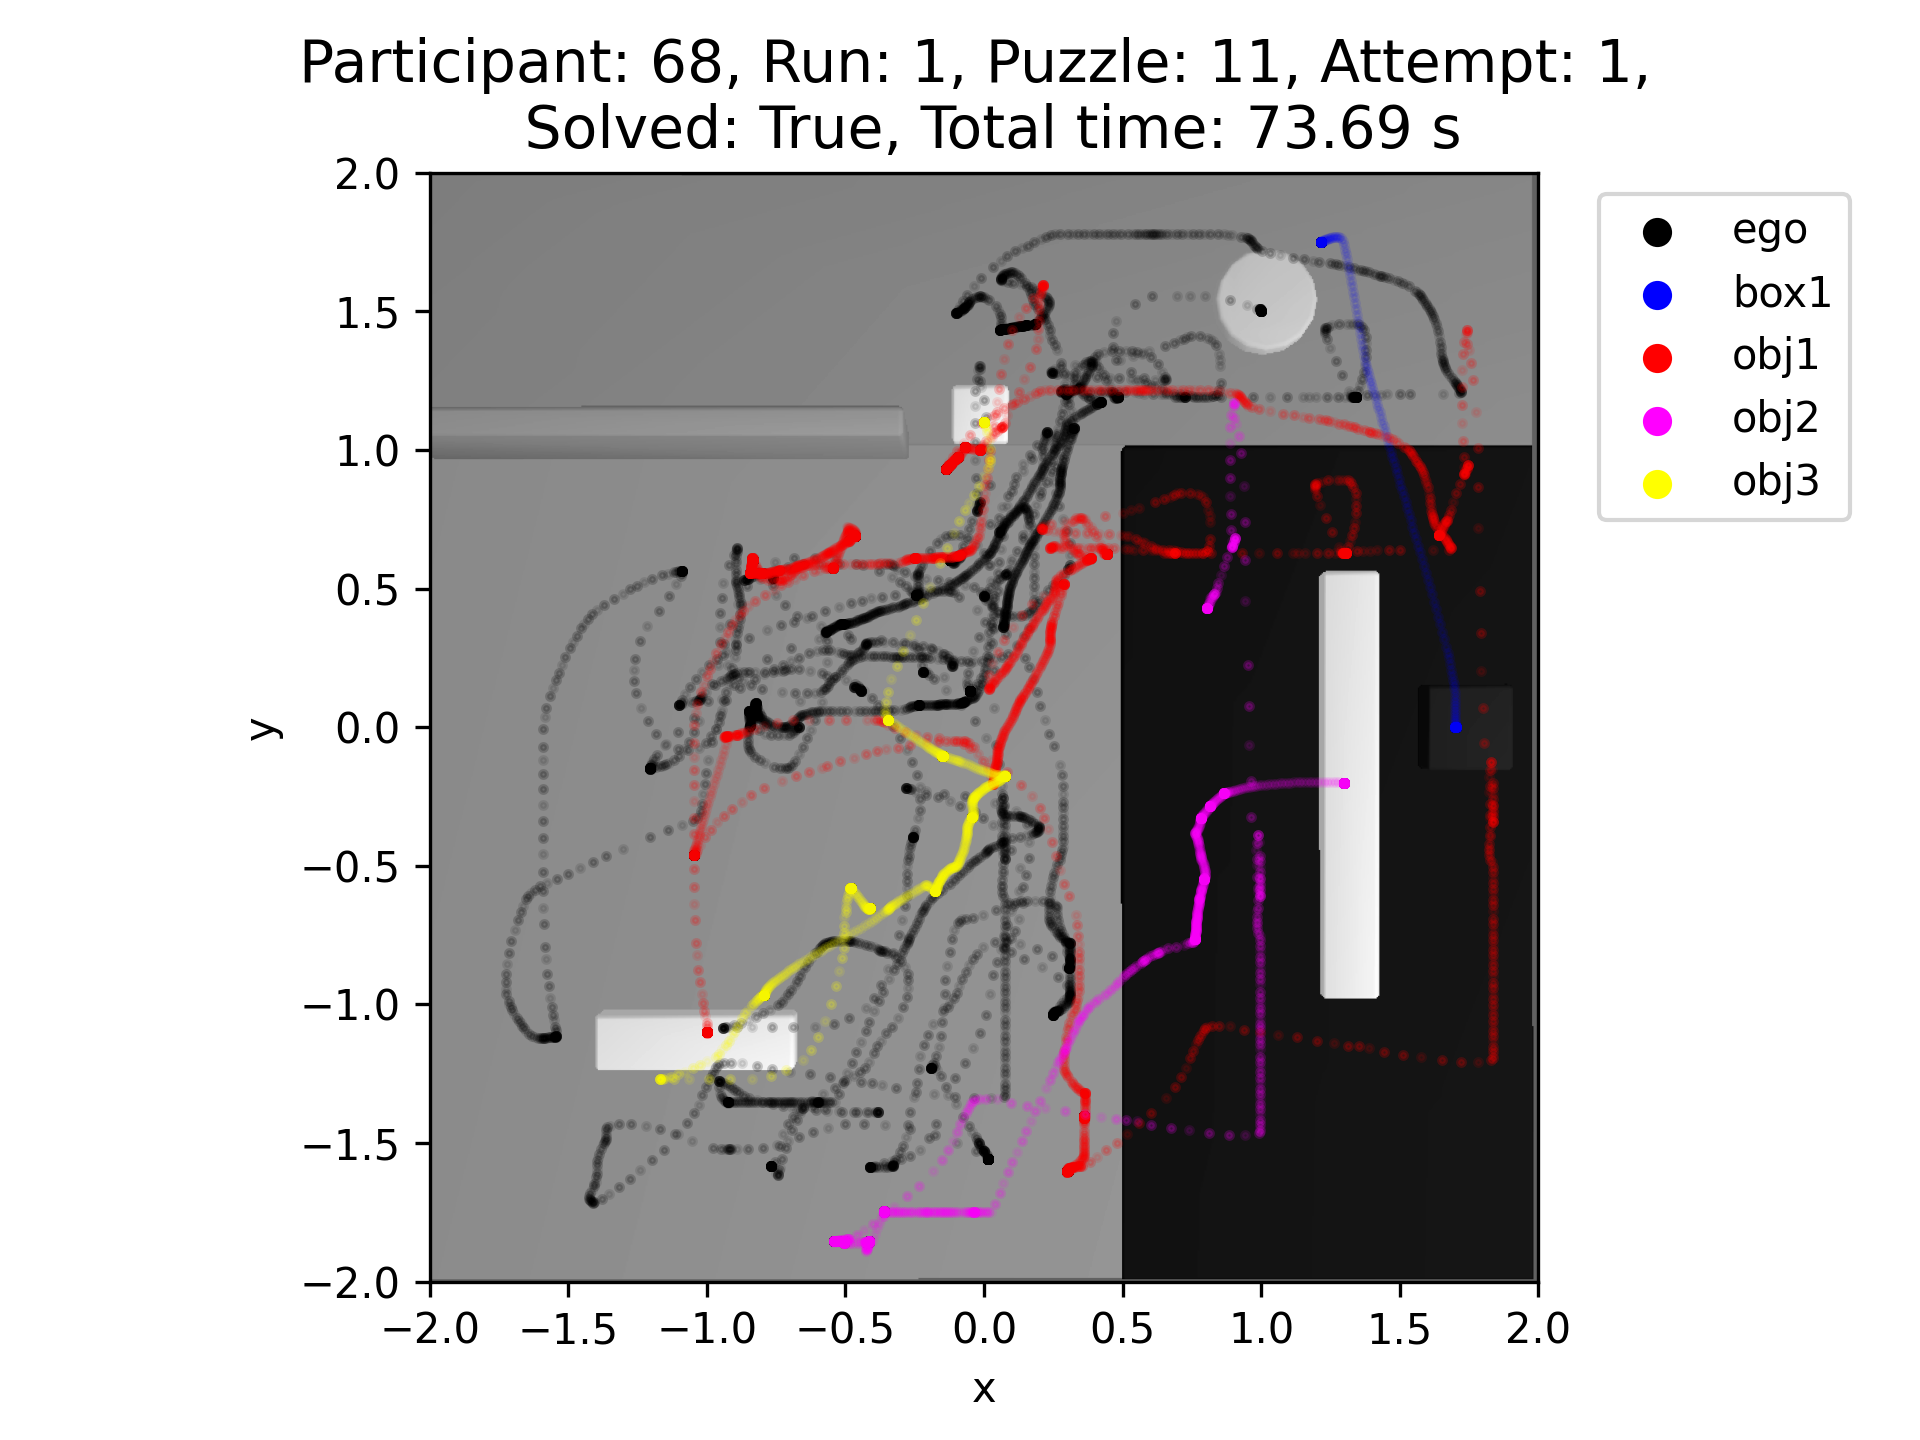 Participant: 68, Run: 1, Puzzle: 11, Attempt: 1,
Solved: True, Total time: 73.69 s
2.0
1.5
1.0
0.5
0.0
−0.5
−1.0
−1.5
−2.0
y
−2.0 −1.5 −1.0 −0.5 0.0 0.5 1.0 1.5 2.0
x
ego
box1
obj1
obj2
obj3